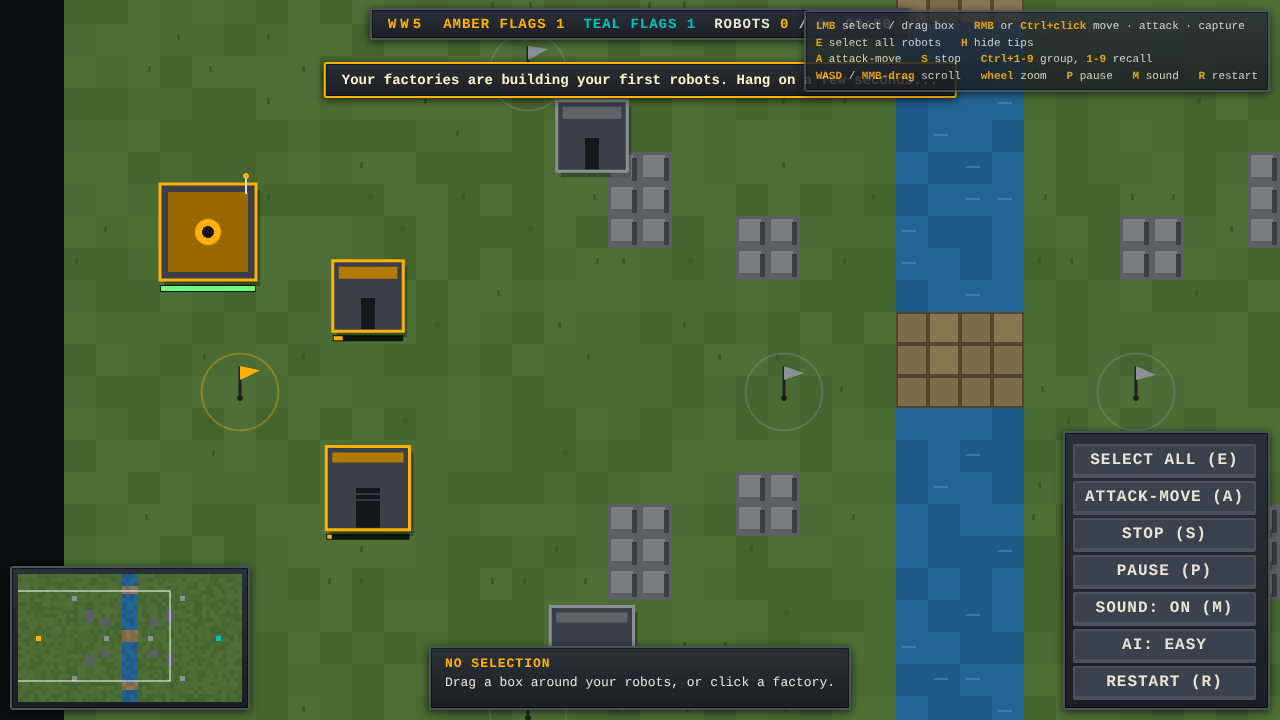 WW5 AMBER FLAGS 1 TEAL FLAGS 1 ROBOTS 0 /
LMB select / drag box RMB or Ctrl+click move · attack · capture
E select all robots H hide tips
A attack-move S stop Ctrl+1-9 group, 1-9 recall
WASD / MMB-drag scroll wheel zoom P pause M sound R restart
Your factories are building your first robots. Hang on a few seconds...
SELECT ALL (E)
ATTACK-MOVE (A)
STOP (S)
PAUSE (P)
SOUND: ON (M)
AI: EASY
RESTART (R)
NO SELECTION
Drag a box around your robots, or click a factory.